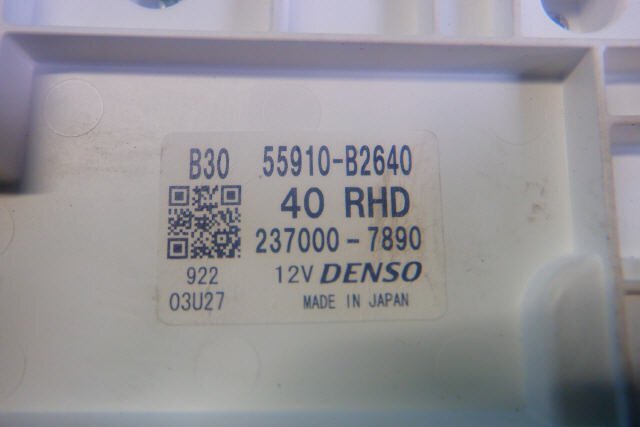 B30 55910-B2640
40 RHD
237000-7890
922 12V DENSO
03U27 MADE IN JAPAN